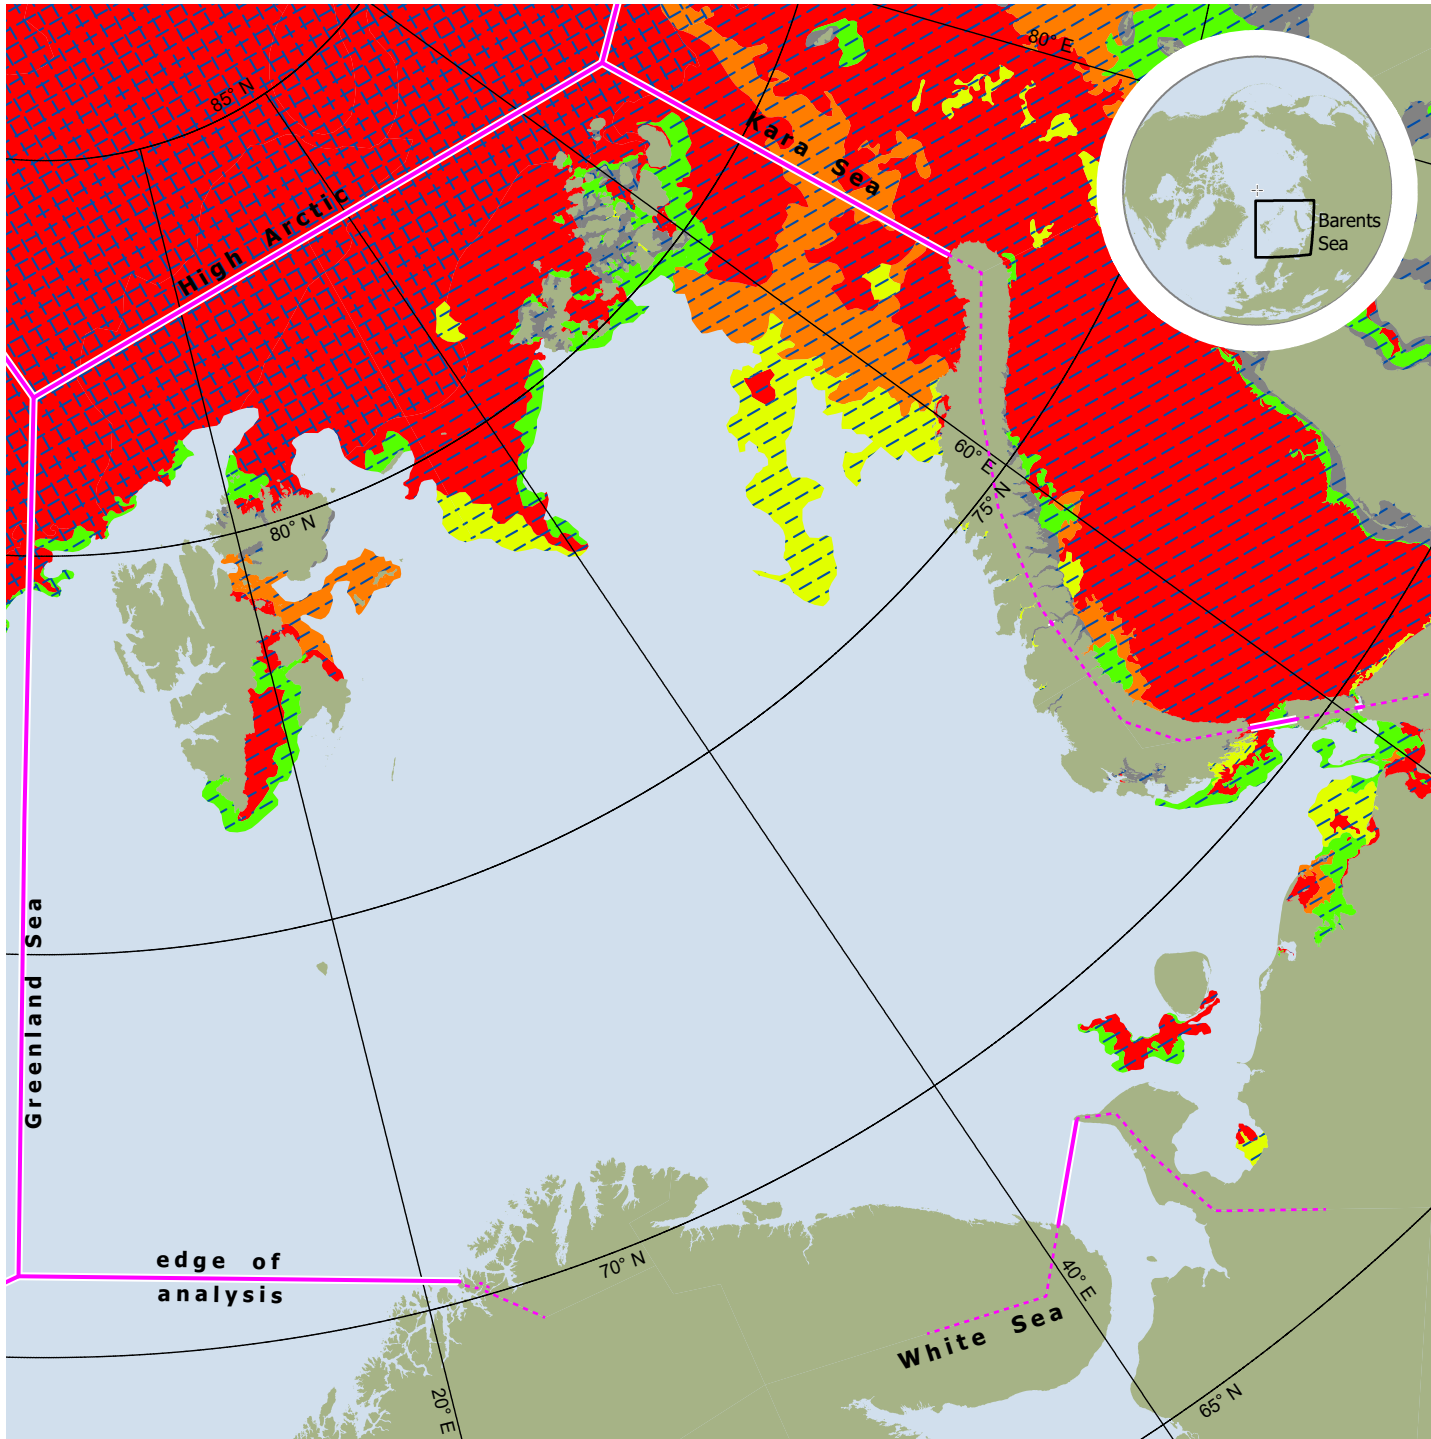 80° E
85° N
Kara Sea
High Arctic
Barents
Sea
60° E
75° N
80° N
Greenland Sea
edge of
analysis
70° N
40° E
White Sea
20° E
65° N